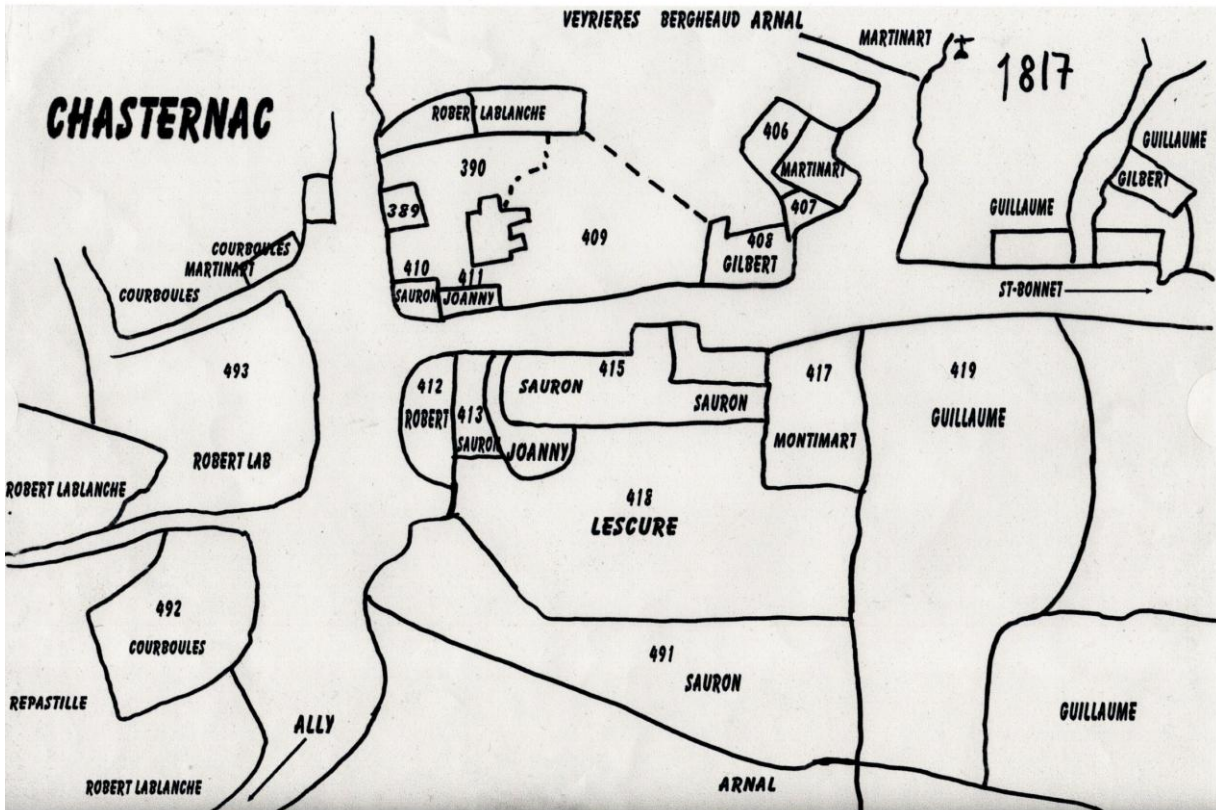 VEYRIERES BERGHEAUD ARNAL
MARTINART
1817
CHASTERNAC
ROBERT LABLANCHE
406
GUILLAUME
390
MARTINART
GILBERT
389
407
GUILLAUME
409
408
GILBERT
COURBOULES
MARTINART
COURBOULES
410
411
SAURON
JOANNY
ST-BONNET
493
412
415
417
419
ROBERT
413
SAURON
SAURON
GUILLAUME
SAURON
JOANNY
MONTIMART
ROBERT LAB
ROBERT LABLANCHE
418
LESCURE
492
COURBOULES
491
SAURON
REPASTILLE
GUILLAUME
ALLY
ROBERT LABLANCHE
ARNAL